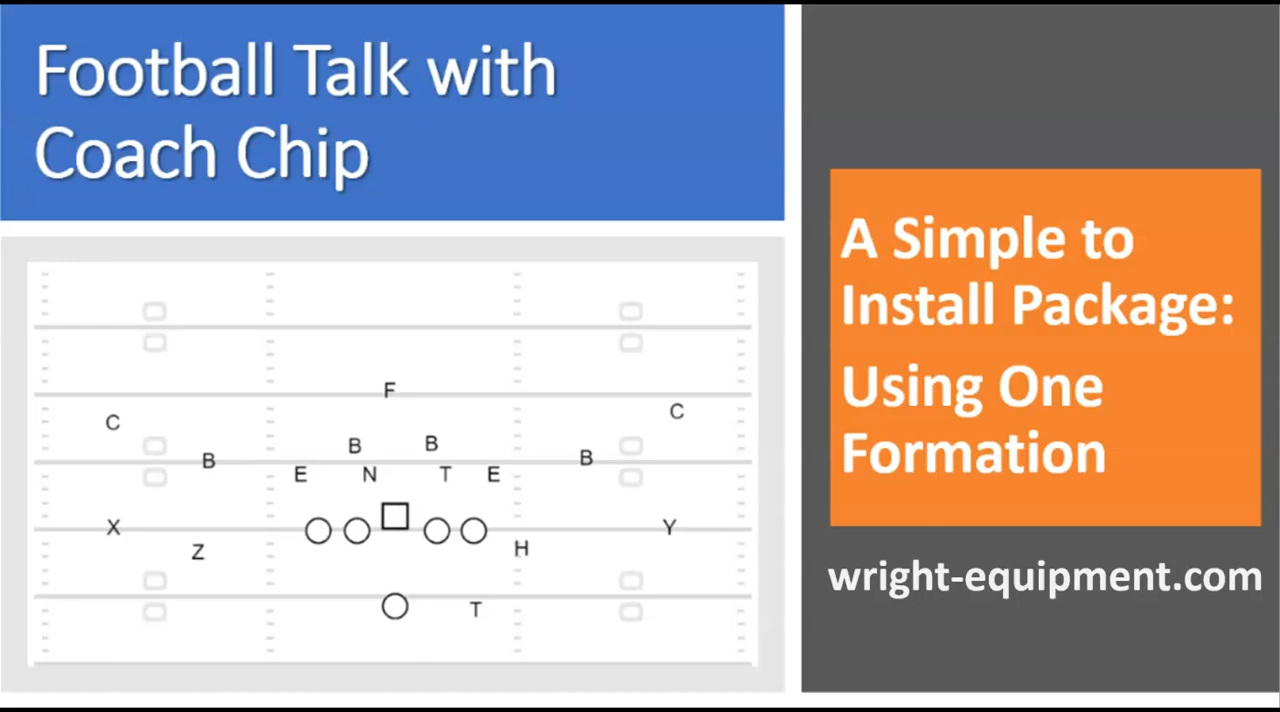 Football Talk with
Coach Chip
A Simple to
Install Package:
Using One
Formation
wright-equipment.com
F
C C
B B
B B
E N T E
X Y
Z H
T